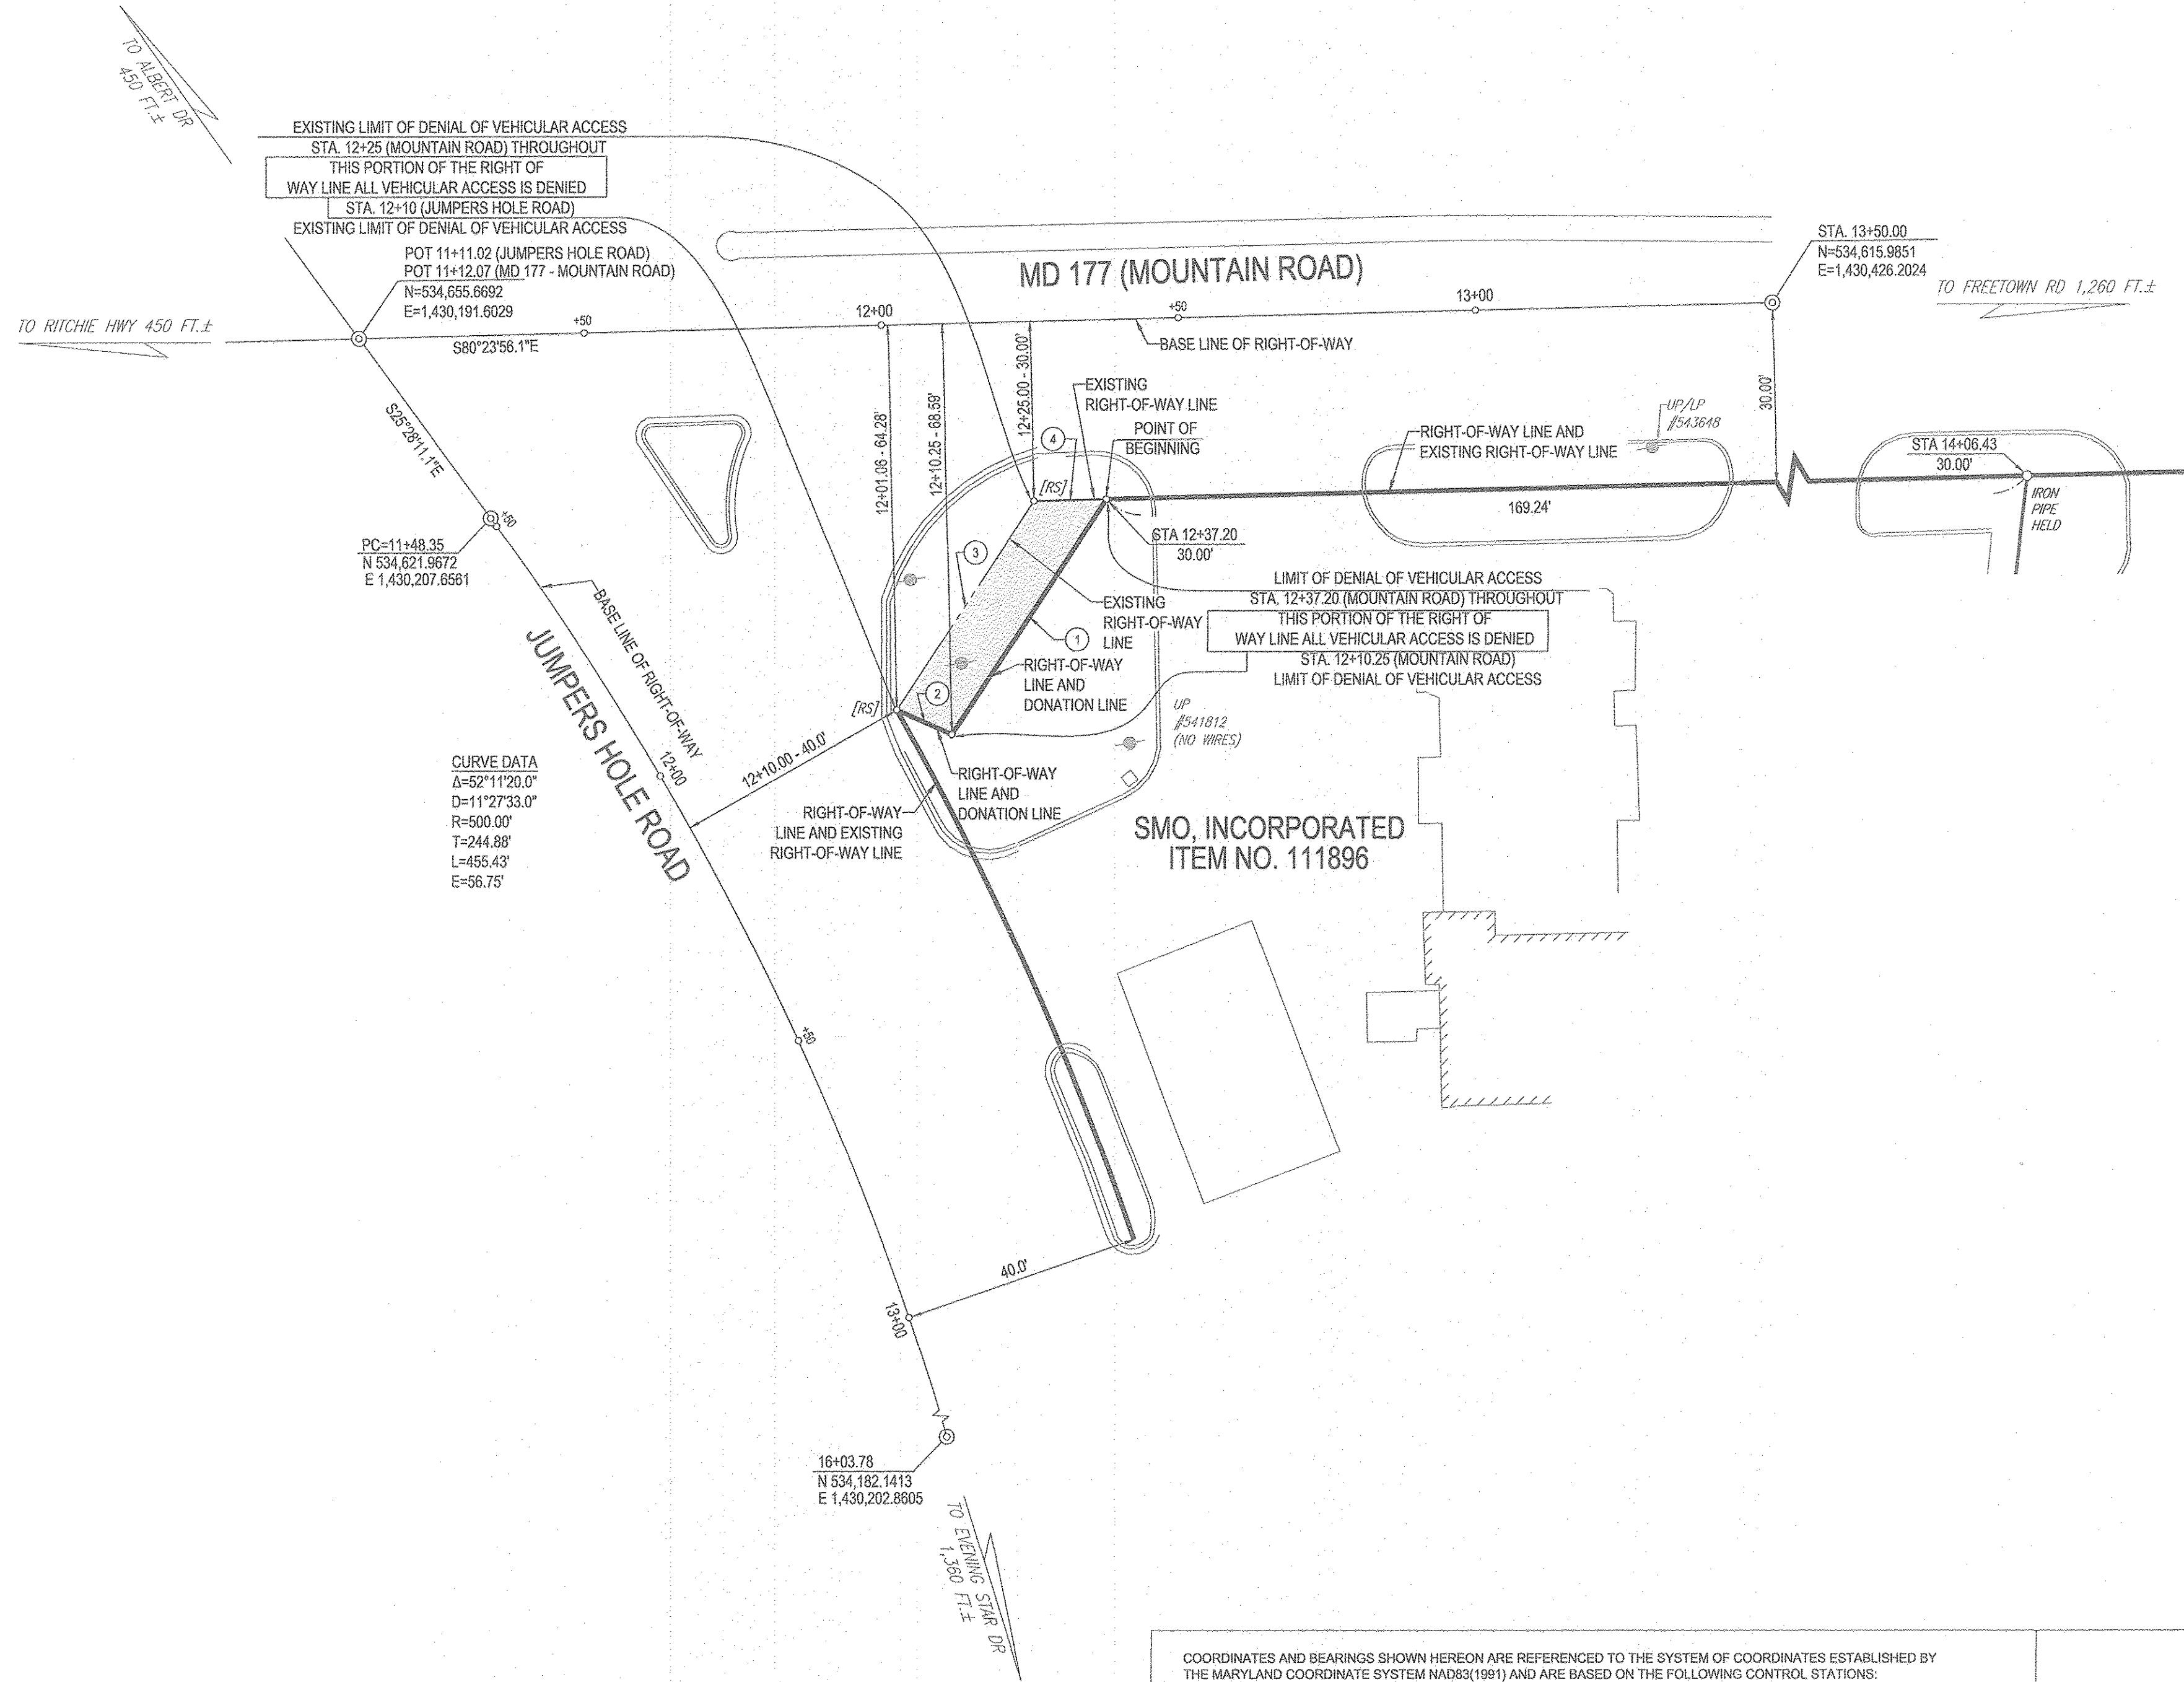 TO ALBERT DR
450 FT.±
EXISTING LIMIT OF DENIAL OF VEHICULAR ACCESS
STA. 12+25 (MOUNTAIN ROAD) THROUGHOUT
THIS PORTION OF THE RIGHT OF
WAY LINE ALL VEHICULAR ACCESS IS DENIED
STA. 12+10 (JUMPERS HOLE ROAD)
EXISTING LIMIT OF DENIAL OF VEHICULAR ACCESS
POT 11+11.02 (JUMPERS HOLE ROAD)
POT 11+12.07 (MD 177 - MOUNTAIN ROAD)
N=534,655.6692
E=1,430,191.6029
MD 177 (MOUNTAIN ROAD)
STA. 13+50.00
N=534,615.9851
E=1,430,426.2024
TO FREETOWN RD 1,260 FT.±
TO RITCHIE HWY 450 FT.±
S80°23'56.1"E
+50
12+00
+50
13+00
BASE LINE OF RIGHT-OF-WAY
12+01.06 - 64.28'
12+10.25 - 68.59'
12+25.00 - 30.00'
30.00'
EXISTING
RIGHT-OF-WAY LINE
4
POINT OF
BEGINNING
[RS]
RIGHT-OF-WAY LINE AND
EXISTING RIGHT-OF-WAY LINE
UP/LP
#543648
STA 14+06.43
30.00'
IRON
PIPE
HELD
169.24'
STA 12+37.20
30.00'
S25°28'11.1"E
+50
PC=11+48.35
N 534,621.9672
E 1,430,207.6561
BASE LINE OF RIGHT-OF-WAY
JUMPERS HOLE ROAD
12+00
3
LIMIT OF DENIAL OF VEHICULAR ACCESS
STA. 12+37.20 (MOUNTAIN ROAD) THROUGHOUT
THIS PORTION OF THE RIGHT OF
WAY LINE ALL VEHICULAR ACCESS IS DENIED
STA. 12+10.25 (MOUNTAIN ROAD)
LIMIT OF DENIAL OF VEHICULAR ACCESS
EXISTING
RIGHT-OF-WAY
LINE
1
RIGHT-OF-WAY
LINE AND
DONATION LINE
2
[RS]
UP
#541812
(NO WIRES)
12+10.00 - 40.0'
RIGHT-OF-WAY
LINE AND
DONATION LINE
RIGHT-OF-WAY
LINE AND EXISTING
RIGHT-OF-WAY LINE
CURVE DATA
Δ=52°11'20.0"
D=11°27'33.0"
R=500.00'
T=244.88'
L=455.43'
E=56.75'
SMO, INCORPORATED
ITEM NO. 111896
+50
40.0'
13+00
16+03.78
N 534,182.1413
E 1,430,202.8605
TO EVENING STAR DR
1,360 FT.±
COORDINATES AND BEARINGS SHOWN HEREON ARE REFERENCED TO THE SYSTEM OF COORDINATES ESTABLISHED BY
THE MARYLAND COORDINATE SYSTEM NAD83(1991) AND ARE BASED ON THE FOLLOWING CONTROL STATIONS: